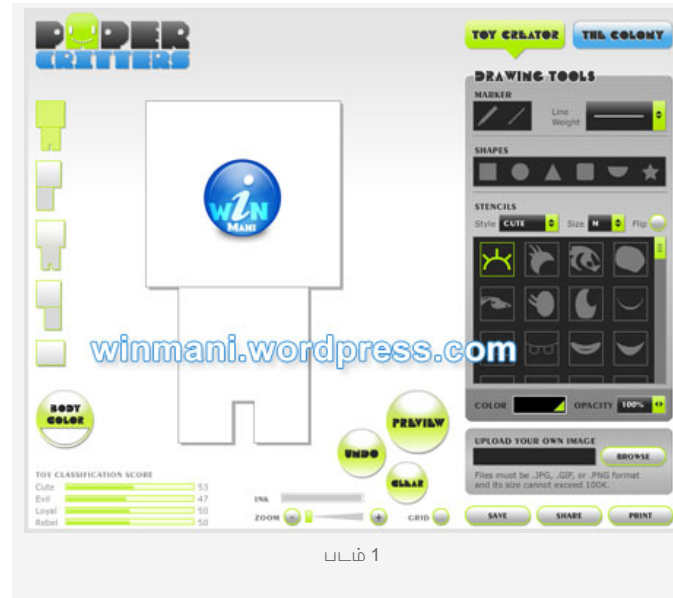 PAPER
CRITTERS
TOY CREATOR
THE COLONY
DRAWING TOOLS
MARKER
Line
Weight
SHAPES
STENCILS
Style CUTE Size M Flip
wiN
MANI
winmani.wordpress.com
BODY
COLOR
PREVIEW
UNDO
CLEAR
COLOR OPACITY 100%
UPLOAD YOUR OWN IMAGE
BROWSE
Files must be .JPG, .GIF, or .PNG format
and its size cannot exceed 100K.
TOY CLASSIFICATION SCORE
Cute 53
Evil 47
Loyal 50
Rebel 50
INK
ZOOM - + GRID
SAVE SHARE PRINT
படம் 1